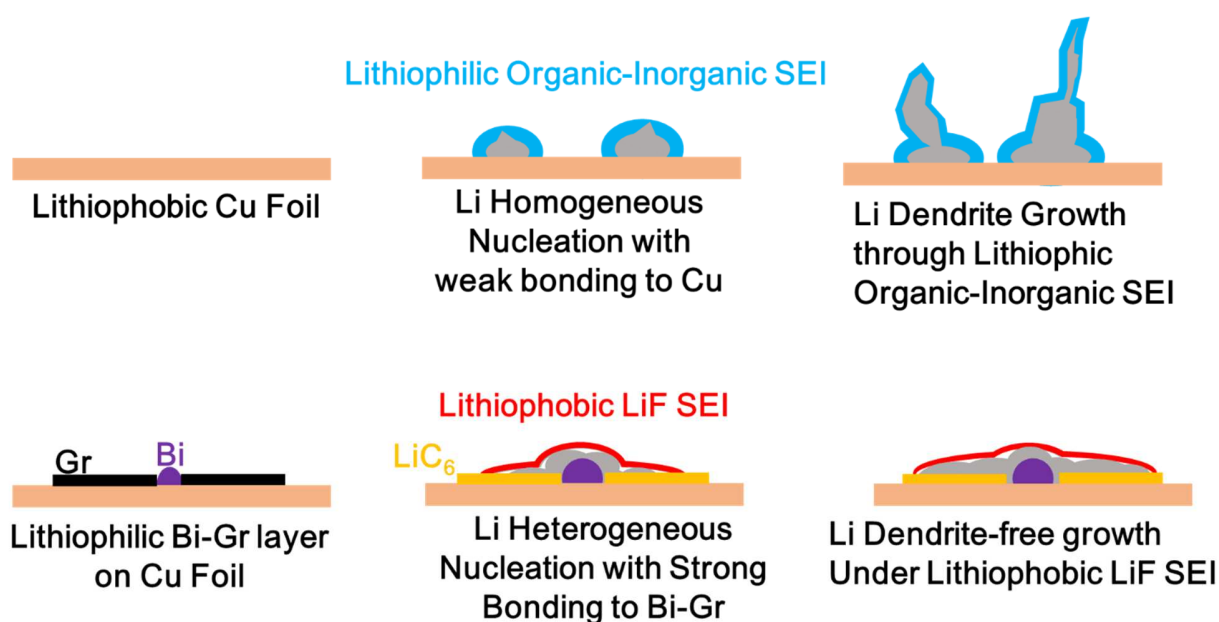 Lithiophilic Organic-Inorganic SEI
Lithiophobic Cu Foil
Li Homogeneous
Nucleation with
weak bonding to Cu
Li Dendrite Growth
through Lithiophic
Organic-Inorganic SEI
Lithiophobic LiF SEI
Gr
Bi
LiC₆
Lithiophilic Bi-Gr layer
on Cu Foil
Li Heterogeneous
Nucleation with Strong
Bonding to Bi-Gr
Li Dendrite-free growth
Under Lithiophobic LiF SEI